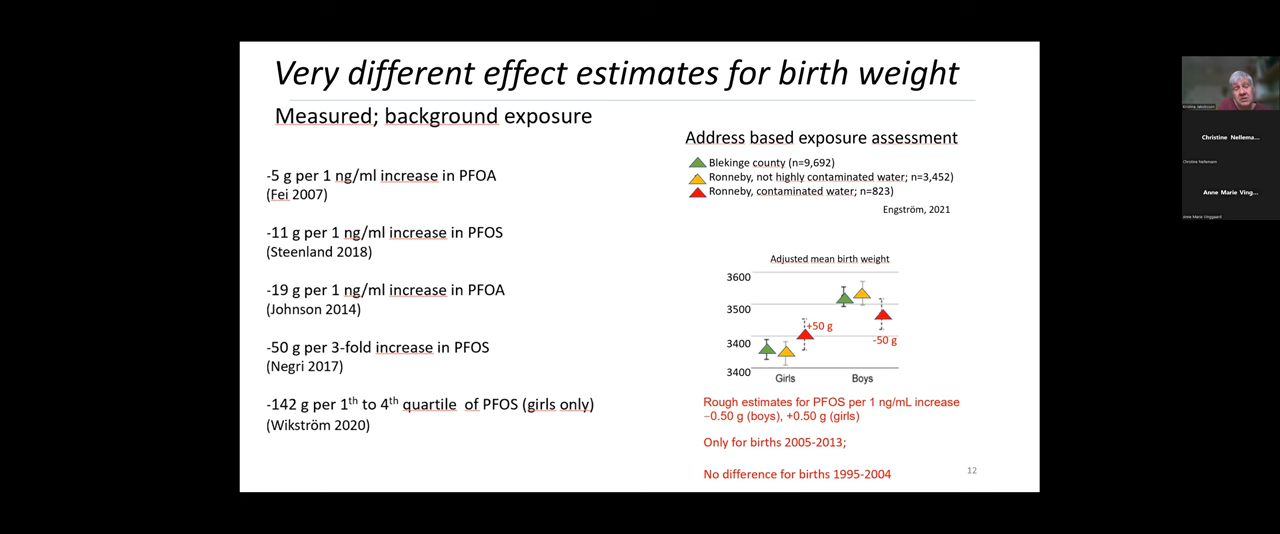 Very different effect estimates for birth weight
Measured; background exposure
-5 g per 1 ng/ml increase in PFOA
(Fei 2007)
-11 g per 1 ng/ml increase in PFOS
(Steenland 2018)
-19 g per 1 ng/ml increase in PFOA
(Johnson 2014)
-50 g per 3-fold increase in PFOS
(Negri 2017)
-142 g per 1th to 4th quartile of PFOS (girls only)
(Wikström 2020)
Address based exposure assessment
Blekinge county (n=9,692)
Ronneby, not highly contaminated water; n=3,452)
Ronneby, contaminated water; n=823)
Engström, 2021
Adjusted mean birth weight
3600
3500
3400
3400
+50 g
-50 g
Girls
Boys
Rough estimates for PFOS per 1 ng/mL increase
−0.50 g (boys), +0.50 g (girls)
Only for births 2005-2013;
No difference for births 1995-2004
12
Kristina Jakobsson
Christine Nellema...
Christine Nellemann
Anne Marie Ving...
Anne Marie Vinggaard